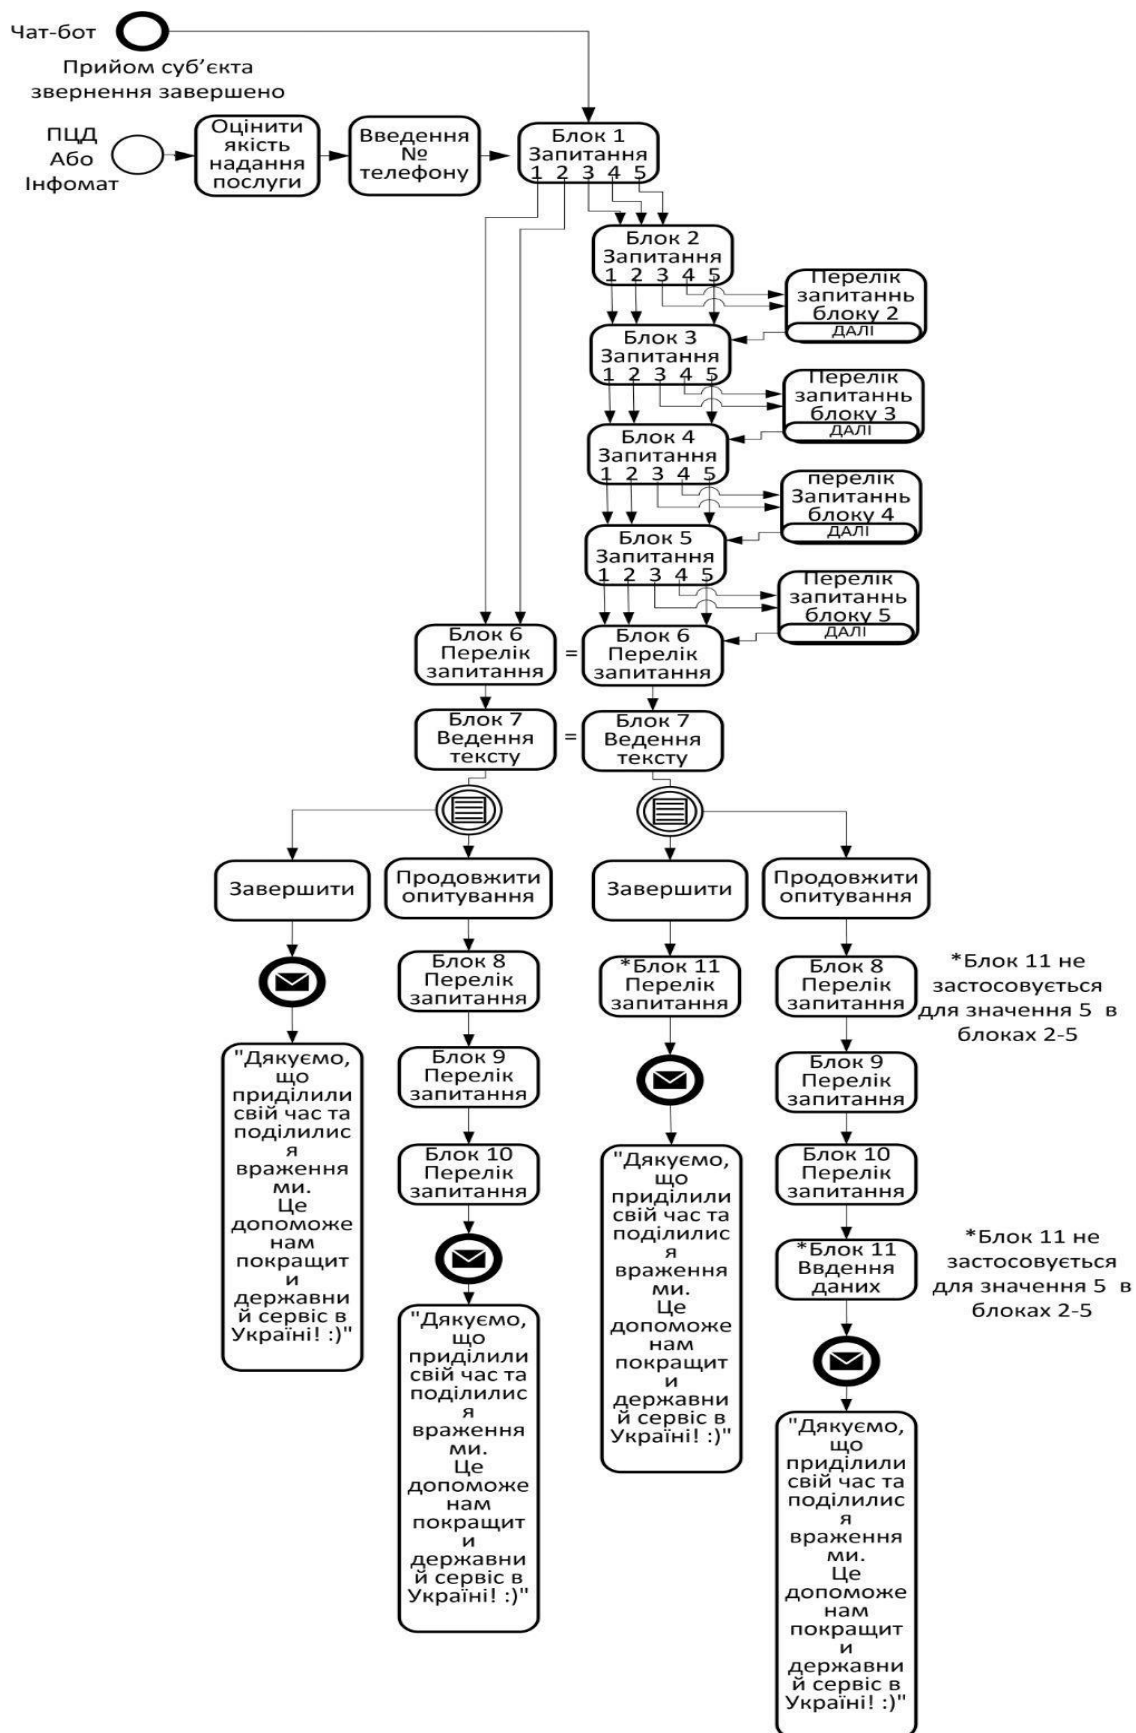 Чат-бот
Прийом суб’єкта
звернення завершено
ПЦД
Або
Інфомат
Оцінити
якість
надання
послуги
Введення
№
телефону
Блок 1
Запитання
1 2 3 4 5
Блок 2
Запитання
1 2 3 4 5
Перелік
запитаннь
блоку 2
ДАЛІ
Блок 3
Запитання
1 2 3 4 5
Перелік
запитаннь
блоку 3
ДАЛІ
Блок 4
Запитання
1 2 3 4 5
перелік
Запитаннь
блоку 4
ДАЛІ
Блок 5
Запитання
1 2 3 4 5
Перелік
запитаннь
блоку 5
ДАЛІ
Блок 6
Перелік
запитання
=
Блок 6
Перелік
запитання
Блок 7
Ведення
тексту
=
Блок 7
Ведення
тексту
Завершити
Продовжити
опитування
Завершити
Продовжити
опитування
Блок 8
Перелік
запитання
*Блок 11
Перелік
запитання
Блок 8
Перелік
запитання
*Блок 11 не
застосовується
для значення 5 в
блоках 2-5
Блок 9
Перелік
запитання
Блок 9
Перелік
запитання
Блок 10
Перелік
запитання
Блок 10
Перелік
запитання
*Блок 11
Ввдення
даних
*Блок 11 не
застосовується
для значення 5 в
блоках 2-5
"Дякуємо,
що
приділили
свій час та
поділилис
я
враження
ми.
Це
допоможе
нам
покращит
и
державни
й сервіс в
Україні! :)"
"Дякуємо,
що
приділили
свій час та
поділилис
я
враження
ми.
Це
допоможе
нам
покращит
и
державни
й сервіс в
Україні! :)"
"Дякуємо,
що
приділили
свій час та
поділилис
я
враження
ми.
Це
допоможе
нам
покращит
и
державни
й сервіс в
Україні! :)"
"Дякуємо,
що
приділили
свій час та
поділилис
я
враження
ми.
Це
допоможе
нам
покращит
и
державни
й сервіс в
Україні! :)"